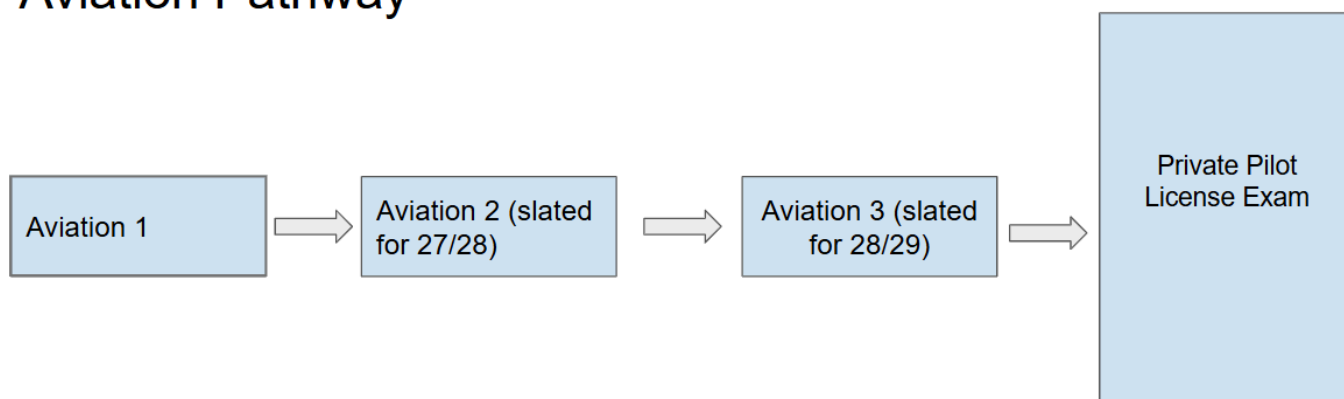 Aviation Pathway
Aviation 1
Aviation 2 (slated
for 27/28)
Aviation 3 (slated
for 28/29)
Private Pilot
License Exam